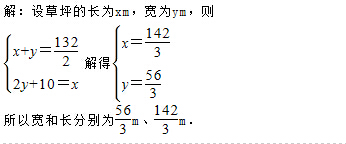 解：设草坪的长为xm，宽为ym，则
{x+y=132/2
2y+10=x 解得 {x=142/3
y=56/3
所以宽和长分别为56/3m、142/3m．